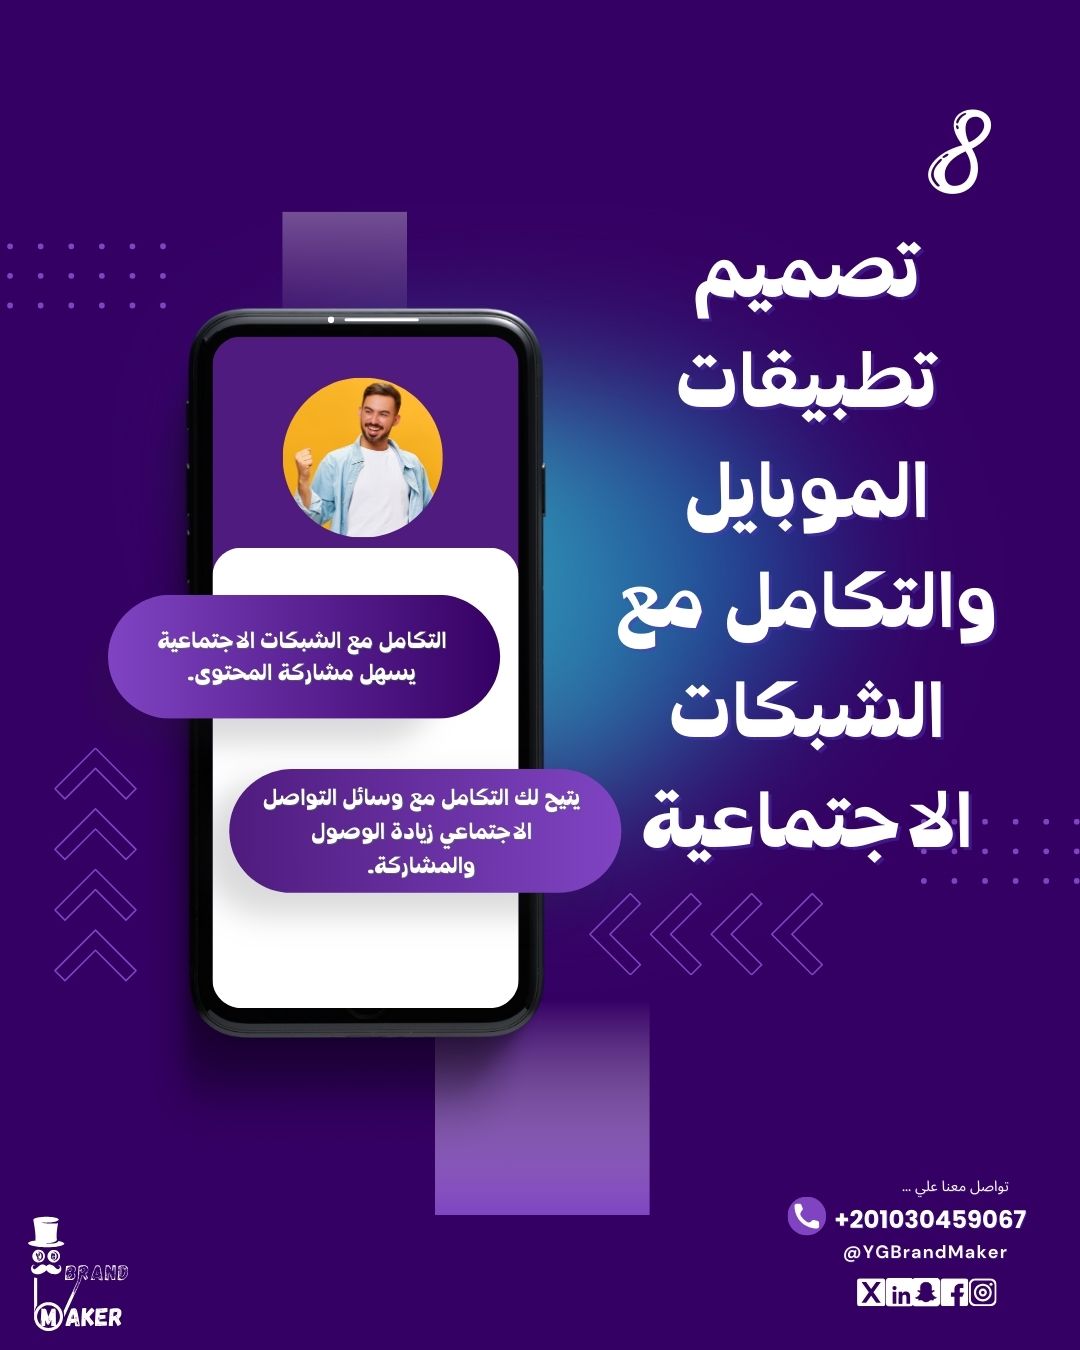 8
تصميم
تطبيقات
الموبايل
والتكامل مع
الشبكات
الاجتماعية
التكامل مع الشبكات الاجتماعية
يسهل مشاركة المحتوى.
يتيح لك التكامل مع وسائل التواصل
الاجتماعي زيادة الوصول
والمشاركة.
تواصل معنا علي ...
+201030459067
@YGBrandMaker
BRAND
MAKER